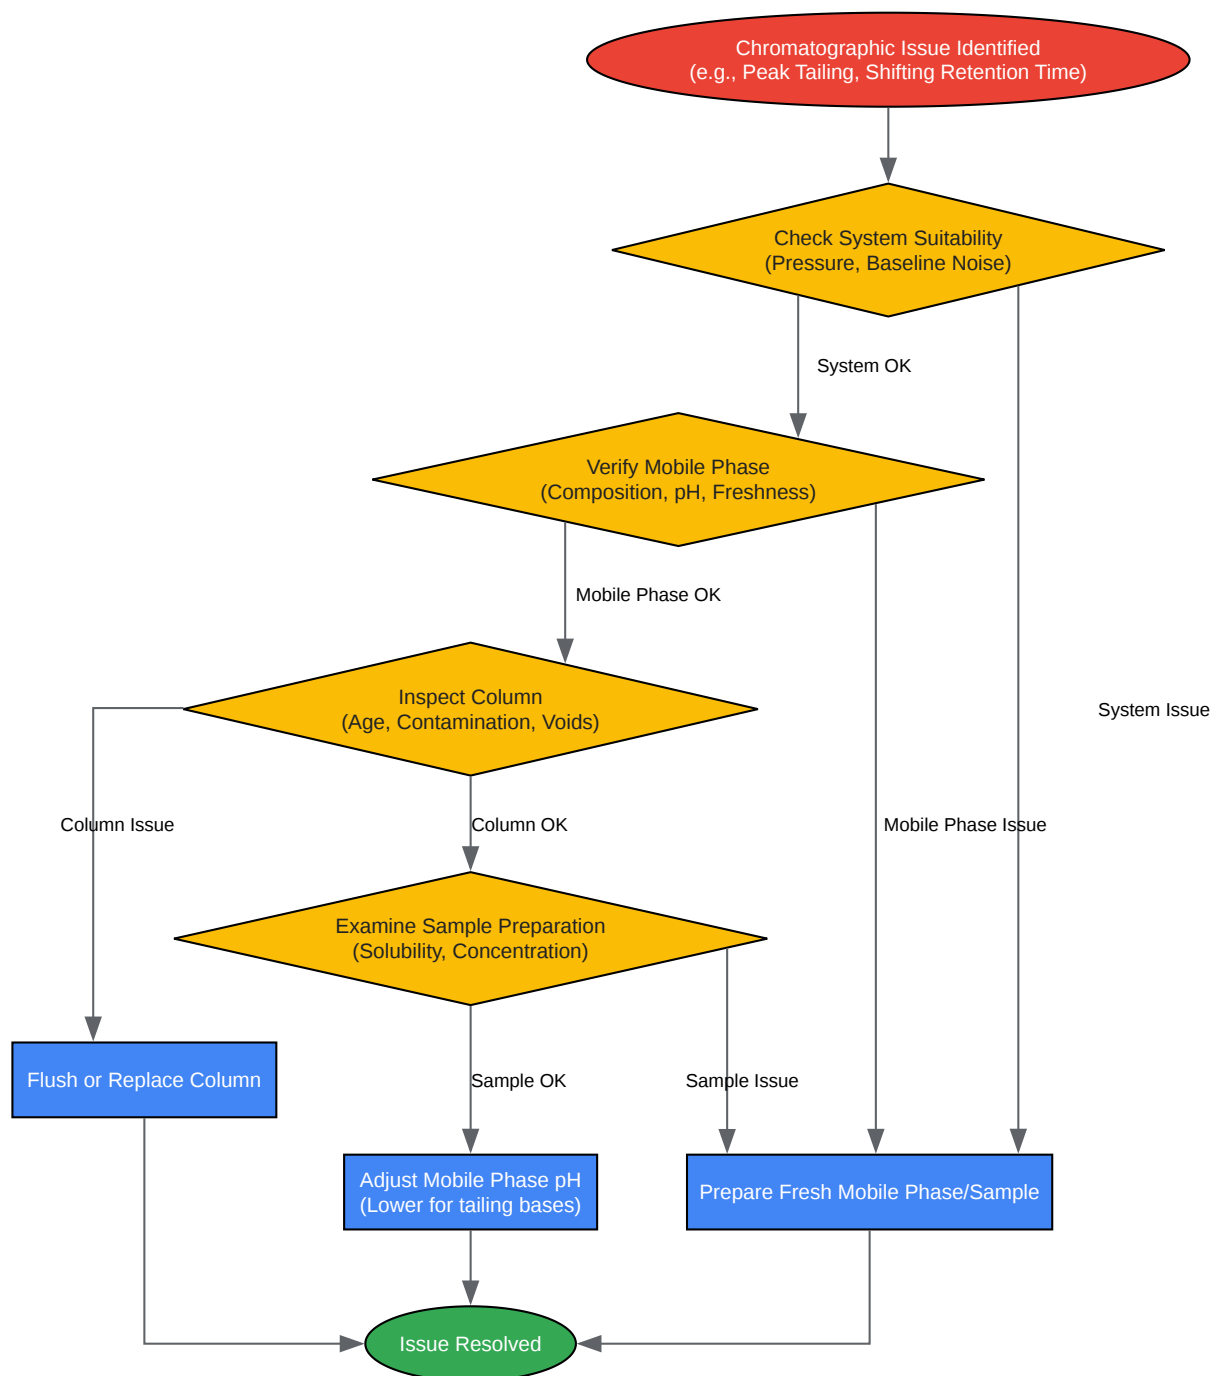 Chromatographic Issue Identified
(e.g., Peak Tailing, Shifting Retention Time)
Check System Suitability
(Pressure, Baseline Noise)
System OK
Verify Mobile Phase
(Composition, pH, Freshness)
Mobile Phase OK
Inspect Column
(Age, Contamination, Voids)
System Issue
Column Issue
Column OK
Mobile Phase Issue
Examine Sample Preparation
(Solubility, Concentration)
Flush or Replace Column
Sample OK
Sample Issue
Adjust Mobile Phase pH
(Lower for tailing bases)
Prepare Fresh Mobile Phase/Sample
Issue Resolved